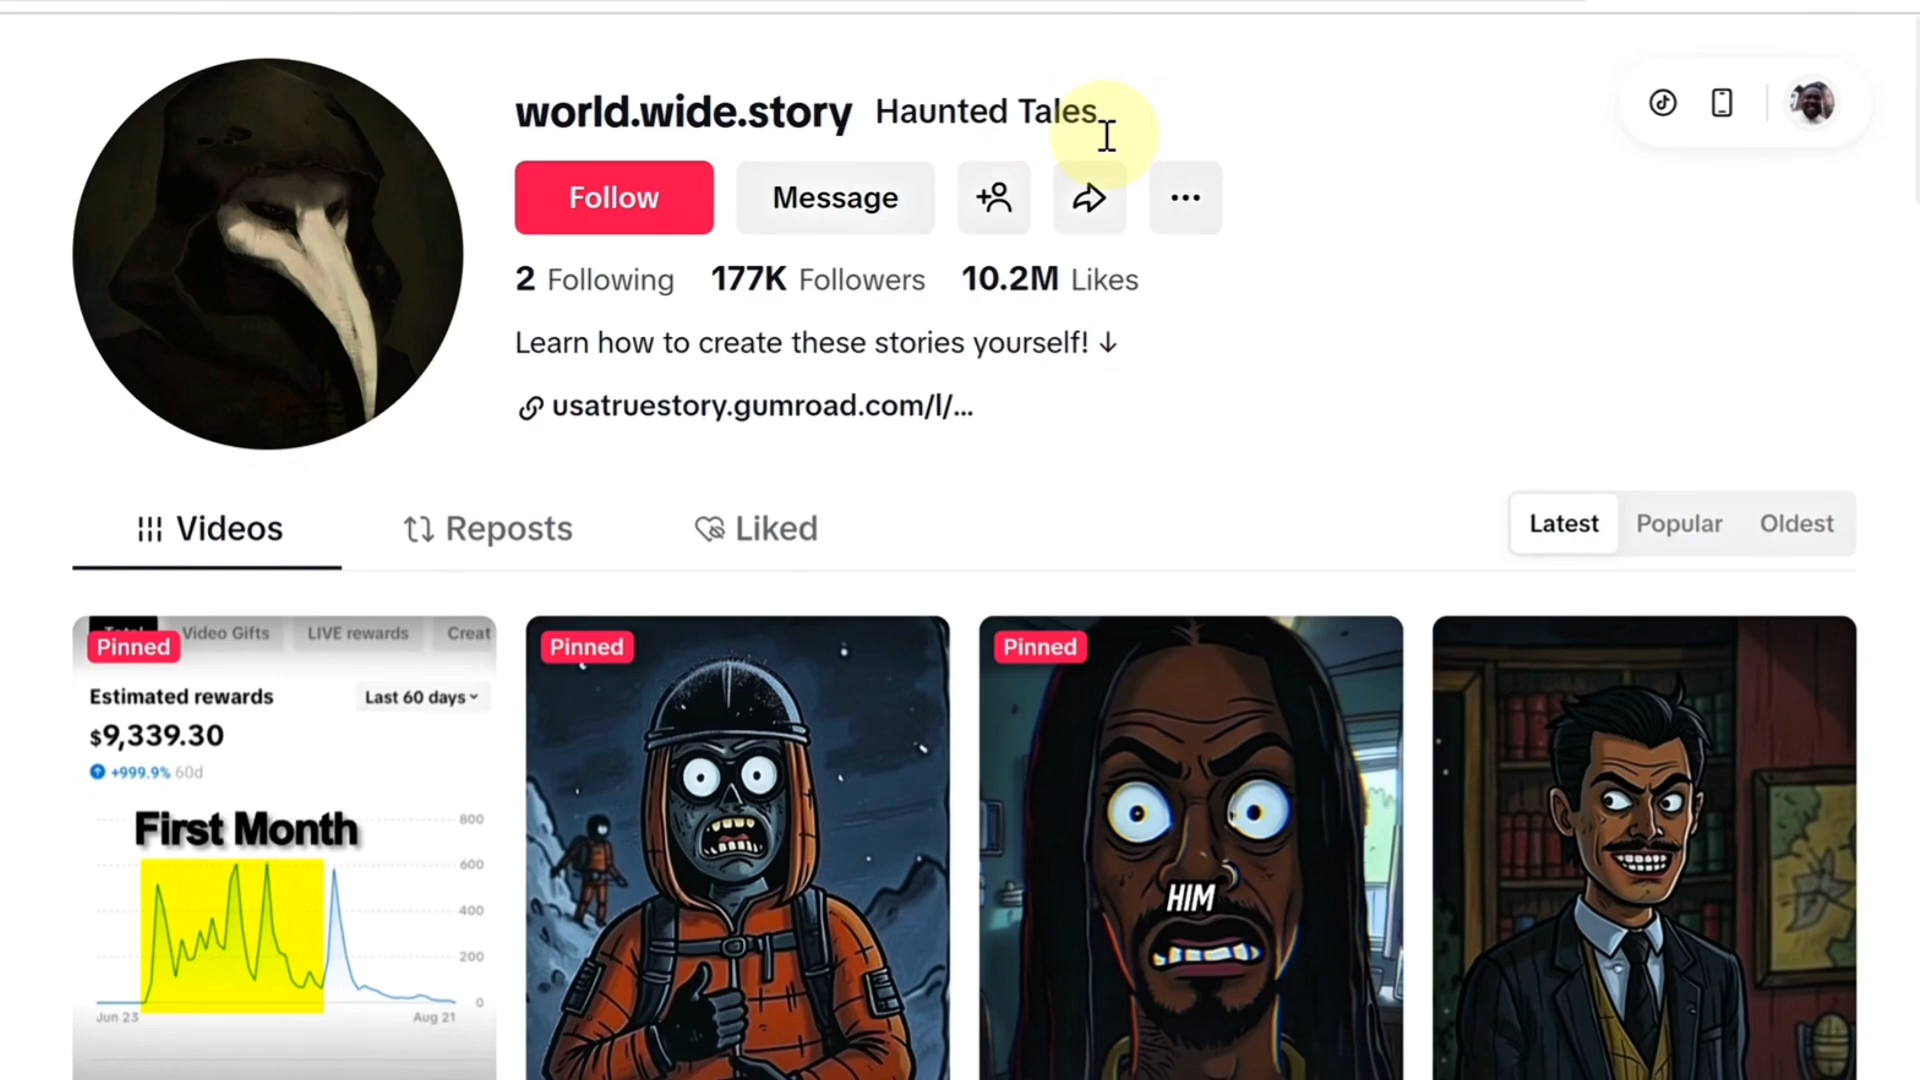 world.wide.story Haunted Tales
Follow Message
2 Following 177K Followers 10.2M Likes
Learn how to create these stories yourself! ↓
usatruestory.gumroad.com/l/...
Videos Reposts Liked
Latest Popular Oldest
Video Gifts LIVE rewards Creat
Pinned Pinned Pinned
Estimated rewards Last 60 days
$9,339.30
+999.9% 60d
First Month
800
600
400
200
0
Jun 23 Aug 21
HIM